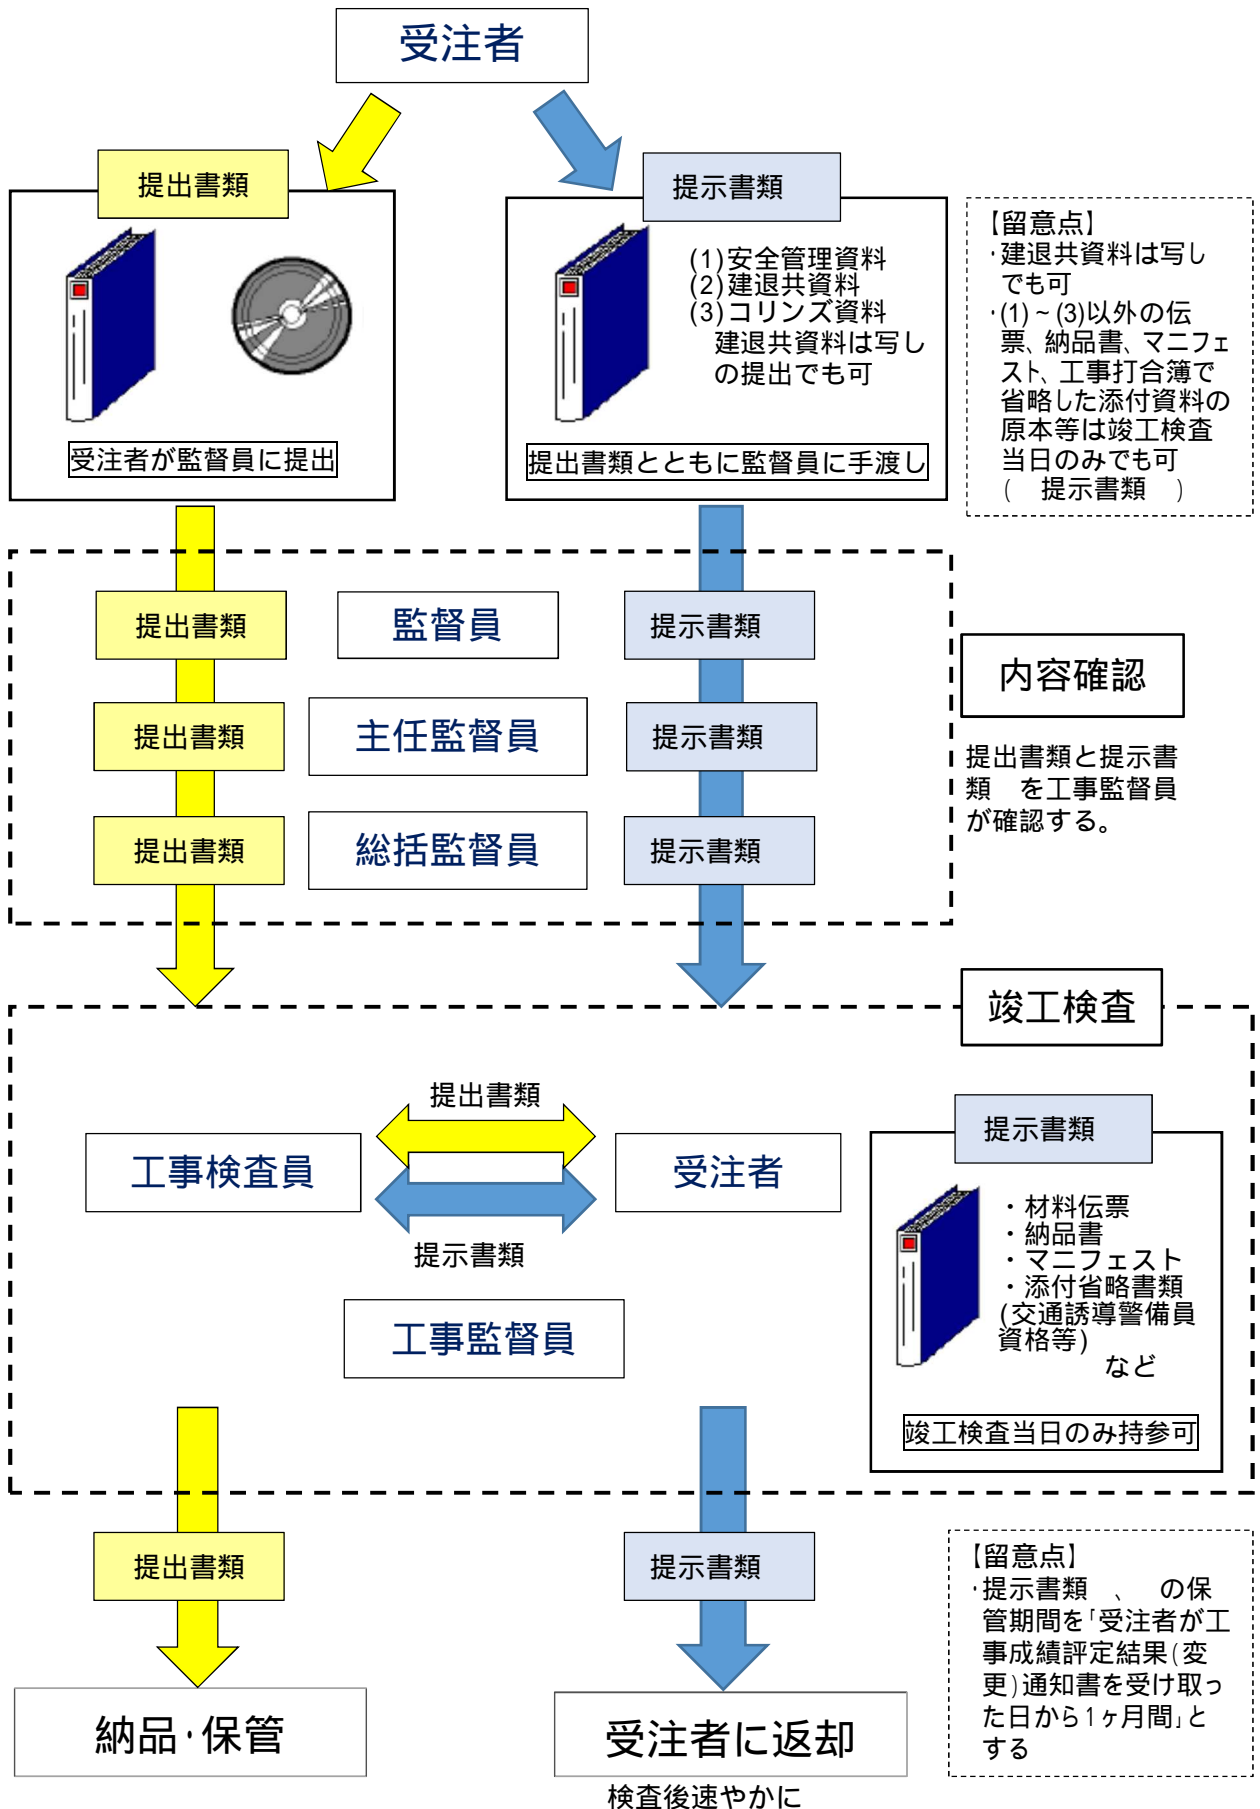 受注者
提出書類
受注者が監督員に提出
提示書類
(1)安全管理資料
(2)建退共資料
(3)コリンズ資料
建退共資料は写し
の提出でも可
提出書類とともに監督員に手渡し
【留意点】
・建退共資料は写し
でも可
・(1)~(3)以外の伝
票、納品書、マニフェ
スト、工事打合簿で
省略した添付資料の
原本等は竣工検査
当日のみでも可
( 提示書類 )
提出書類
監督員
提示書類
提出書類
主任監督員
提示書類
提出書類
総括監督員
提示書類
内容確認
提出書類と提示書
類 を工事監督員
が確認する。
竣工検査
提出書類
工事検査員
受注者
提示書類
工事監督員
提示書類
・材料伝票
・納品書
・マニフェスト
・添付省略書類
(交通誘導警備員
資格等)
など
竣工検査当日のみ持参可
提出書類
提示書類
納品・保管
受注者に返却
検査後速やかに
【留意点】
・提示書類 、 の保
管期間を「受注者が工
事成績評定結果(変
更)通知書を受け取っ
た日から1ヶ月間」と
する